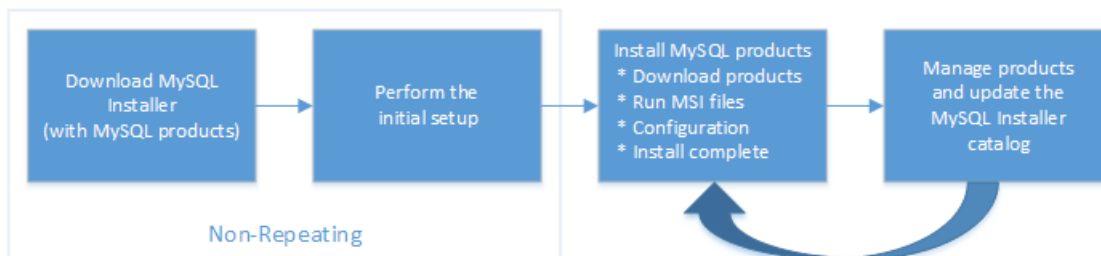 Download MySQL
Installer
(with MySQL products)
Perform the
initial setup
Install MySQL products
* Download products
* Run MSI files
* Configuration
* Install complete
Manage products
and update the
MySQL Installer
catalog
Non-Repeating